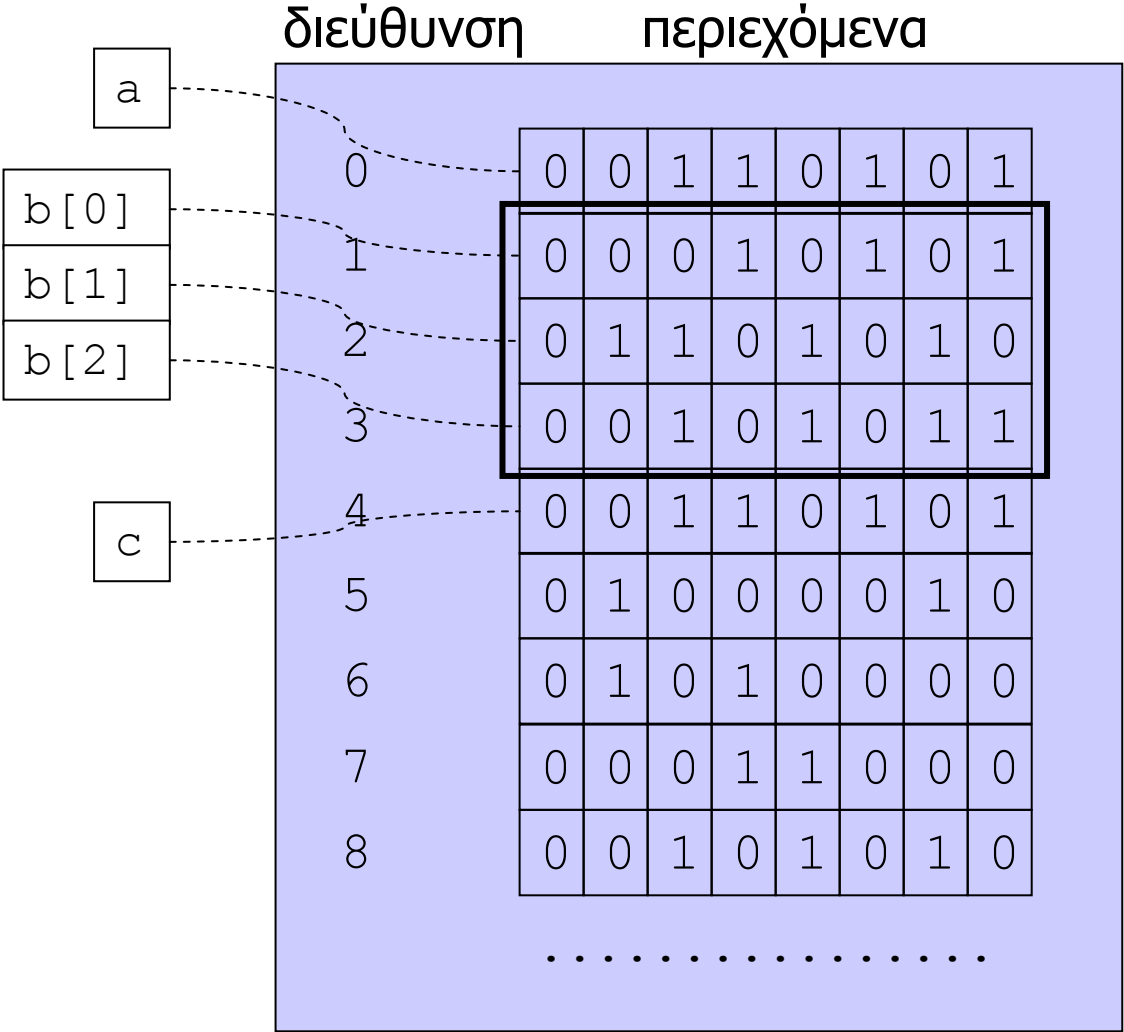 διεύθυνση περιεχόμενα
a
0 0 0 1 1 0 1 0 1
b[0]
1 0 0 0 1 0 1 0 1
b[1]
2 0 1 1 0 1 0 1 0
b[2]
3 0 0 1 0 1 0 1 1
4 0 0 1 1 0 1 0 1
c
5 0 1 0 0 0 0 1 0
6 0 1 0 1 0 0 0 0
7 0 0 0 1 1 0 0 0
8 0 0 1 0 1 0 1 0
. . . . . . . . . . . . . . . .